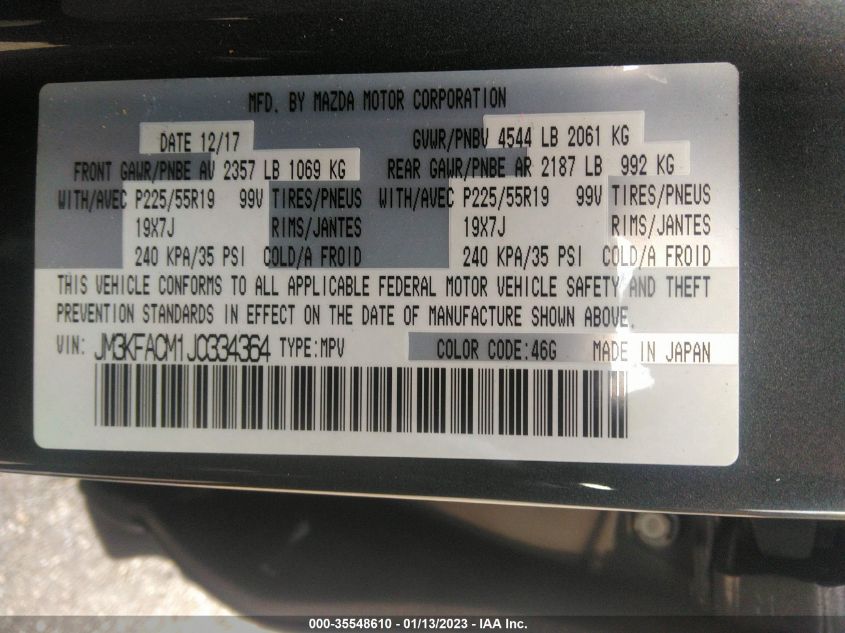 MFD. BY MAZDA MOTOR CORPORATION
DATE 12/17 GVWR/PNBV 4544 LB 2061 KG
FRONT GAWR/PNBE AV 2357 LB 1069 KG REAR GAWR/PNBE AR 2187 LB 992 KG
WITH/AVEC P225/55R19 99V TIRES/PNEUS WITH/AVEC P225/55R19 99V TIRES/PNEUS
19X7J RIMS/JANTES 19X7J RIMS/JANTES
240 KPA/35 PSI COLD/A FROID 240 KPA/35 PSI COLD/A FROID
THIS VEHICLE CONFORMS TO ALL APPLICABLE FEDERAL MOTOR VEHICLE SAFETY AND THEFT
PREVENTION STANDARDS IN EFFECT ON THE DATE OF MANUFACTURE SHOWN ABOVE.
VIN: JM3KFACM1J0334364 TYPE:MPV COLOR CODE:46G MADE IN JAPAN
000-35548610 - 01/13/2023 - IAA Inc.